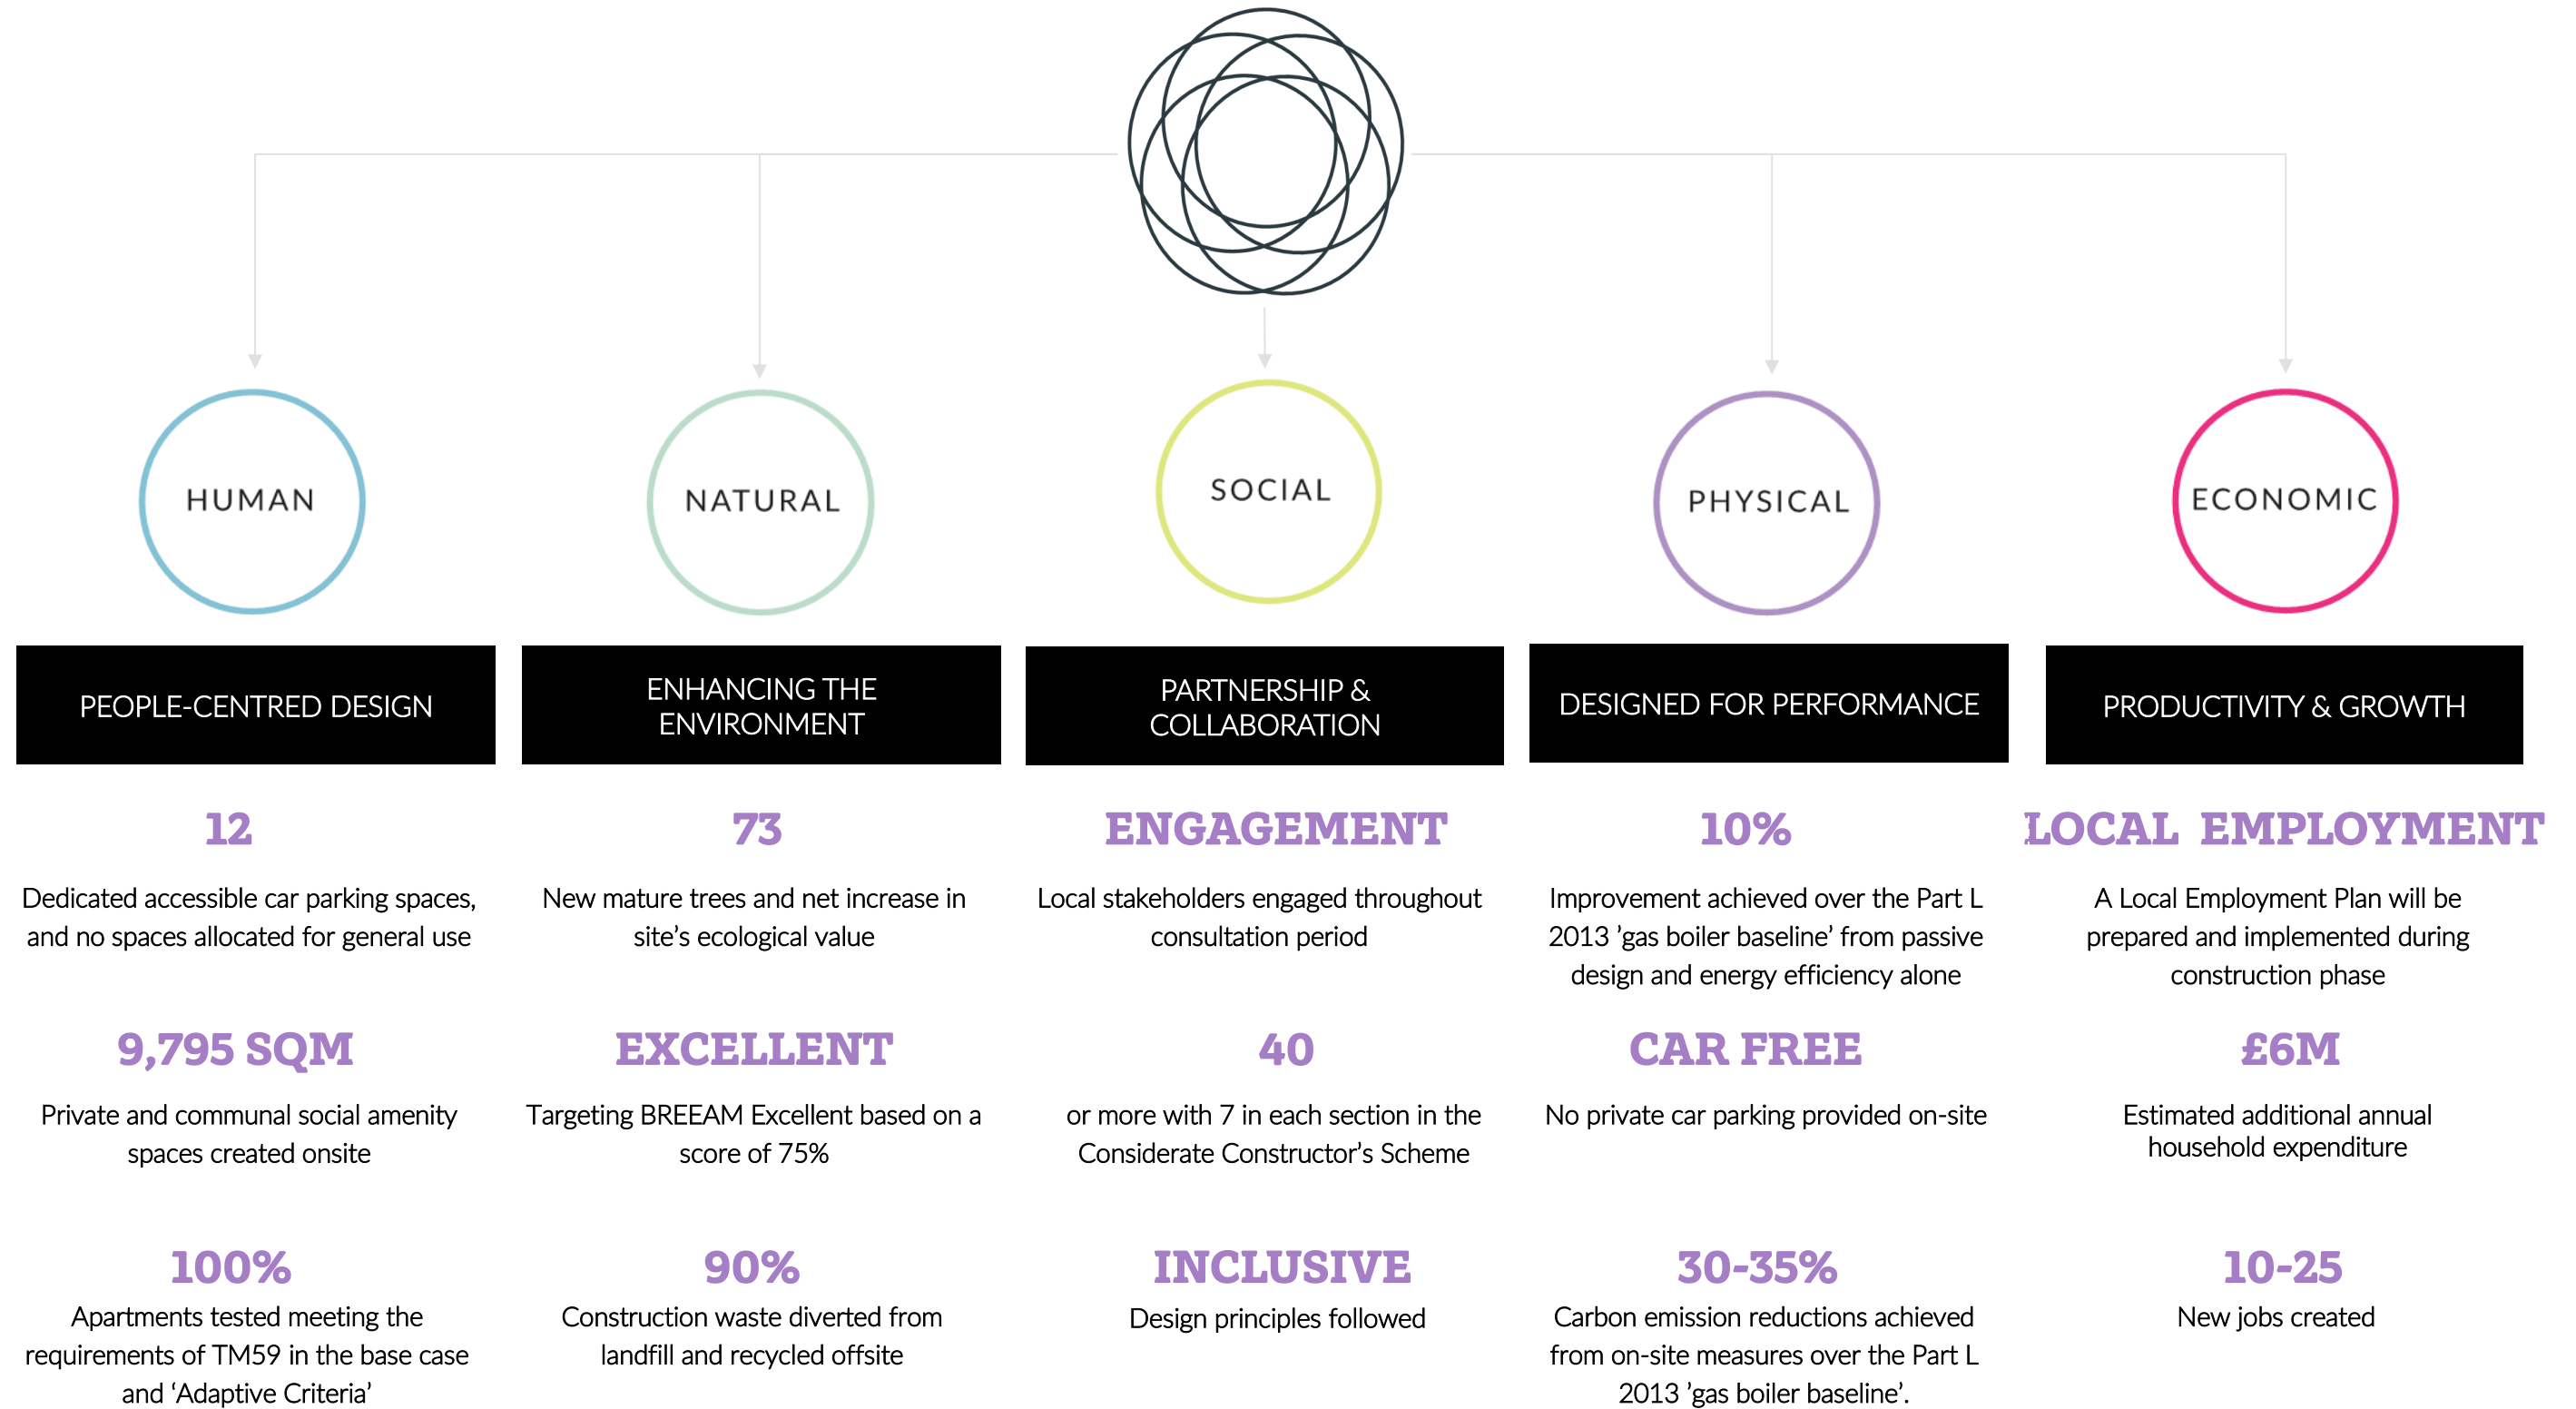 HUMAN
PEOPLE-CENTRED DESIGN
12
Dedicated accessible car parking spaces,
and no spaces allocated for general use
9,795 SQM
Private and communal social amenity
spaces created onsite
100%
Apartments tested meeting the
requirements of TM59 in the base case
and ‘Adaptive Criteria’
NATURAL
ENHANCING THE
ENVIRONMENT
73
New mature trees and net increase in
site’s ecological value
EXCELLENT
Targeting BREEAM Excellent based on a
score of 75%
90%
Construction waste diverted from
landfill and recycled offsite
SOCIAL
PARTNERSHIP &
COLLABORATION
ENGAGEMENT
Local stakeholders engaged throughout
consultation period
40
or more with 7 in each section in the
Considerate Constructor’s Scheme
INCLUSIVE
Design principles followed
PHYSICAL
DESIGNED FOR PERFORMANCE
10%
Improvement achieved over the Part L
2013 ’gas boiler baseline’ from passive
design and energy efficiency alone
CAR FREE
No private car parking provided on-site
30-35%
Carbon emission reductions achieved
from on-site measures over the Part L
2013 ’gas boiler baseline’.
ECONOMIC
PRODUCTIVITY & GROWTH
LOCAL EMPLOYMENT
A Local Employment Plan will be
prepared and implemented during
construction phase
£6M
Estimated additional annual
household expenditure
10-25
New jobs created